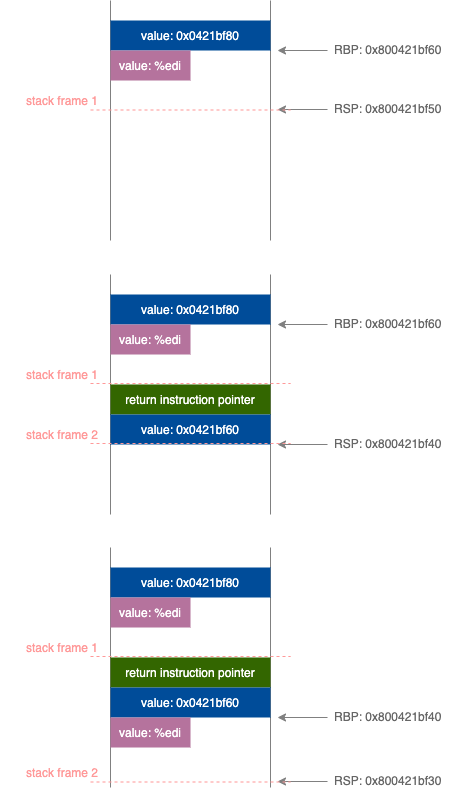 value: 0x0421bf80
RBP: 0x800421bf60
value: %edi
stack frame 1
RSP: 0x800421bf50
value: 0x0421bf80
RBP: 0x800421bf60
value: %edi
stack frame 1
return instruction pointer
stack frame 2
value: 0x0421bf60
RSP: 0x800421bf40
value: 0x0421bf80
value: %edi
stack frame 1
return instruction pointer
value: 0x0421bf60
RBP: 0x800421bf40
value: %edi
stack frame 2
RSP: 0x800421bf30